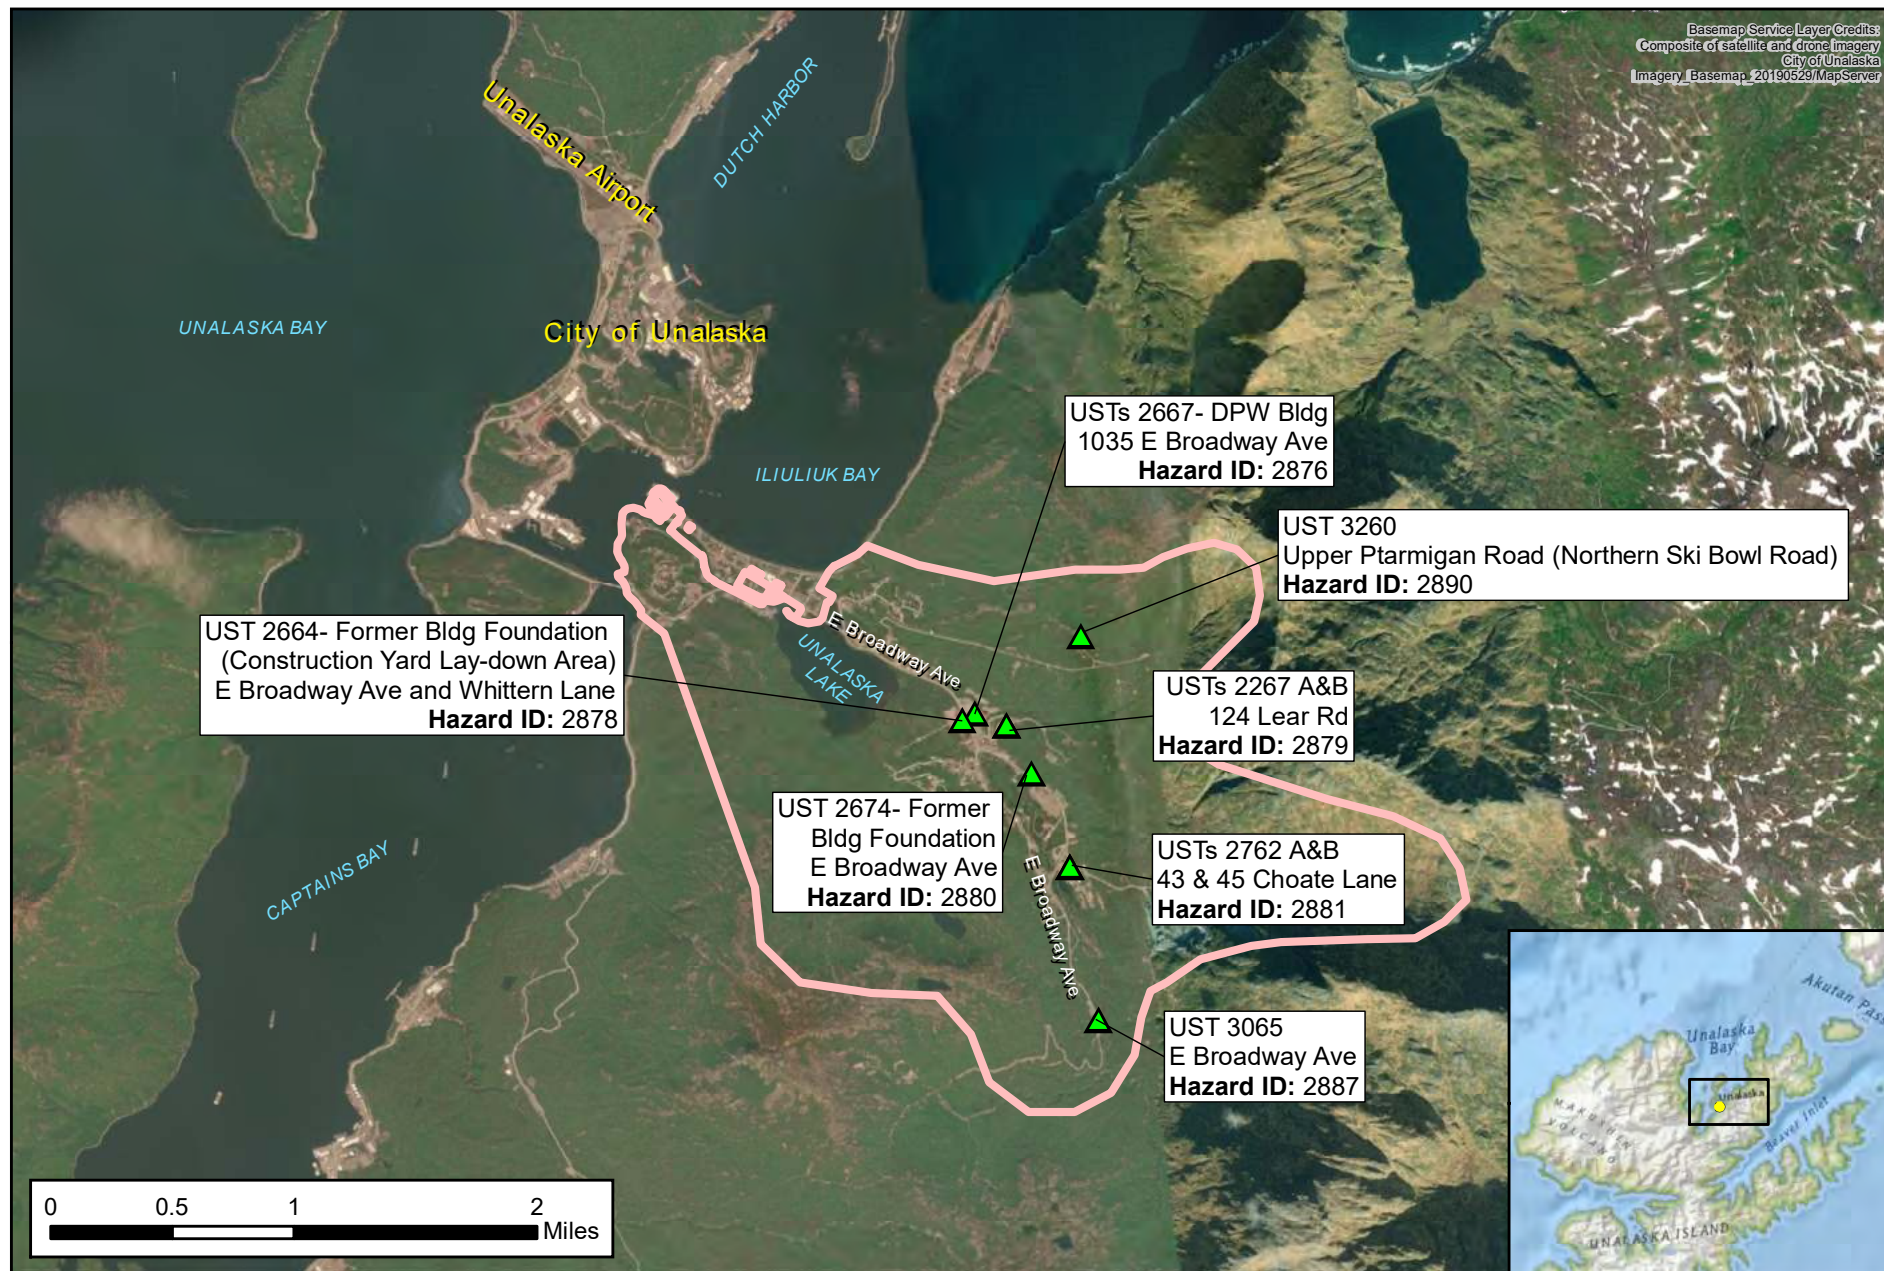 Basemap Service Layer Credits:
Composite of satellite and drone imagery
City of Unalaska
Imagery_Basemap_20190529/MapServer
Unalaska Airport
DUTCH HARBOR
UNALASKA BAY
City of Unalaska
ILIULIUK BAY
USTs 2667- DPW Bldg
1035 E Broadway Ave
Hazard ID: 2876
UST 3260
Upper Ptarmigan Road (Northern Ski Bowl Road)
Hazard ID: 2890
UST 2664- Former Bldg Foundation
(Construction Yard Lay-down Area)
E Broadway Ave and Whittern Lane
Hazard ID: 2878
E Broadway Ave
UNALASKA
LAKE
USTs 2267 A&B
124 Lear Rd
Hazard ID: 2879
UST 2674- Former
Bldg Foundation
E Broadway Ave
Hazard ID: 2880
USTs 2762 A&B
43 & 45 Choate Lane
Hazard ID: 2881
E Broadway Ave
CAPTAINS BAY
UST 3065
E Broadway Ave
Hazard ID: 2887
0 0.5 1 2
Miles
Akutan Pass
Unalaska
Bay
Unalaska
MAKUSHIN
VOLCANO
Beaver Inlet
UNALASKA ISLAND